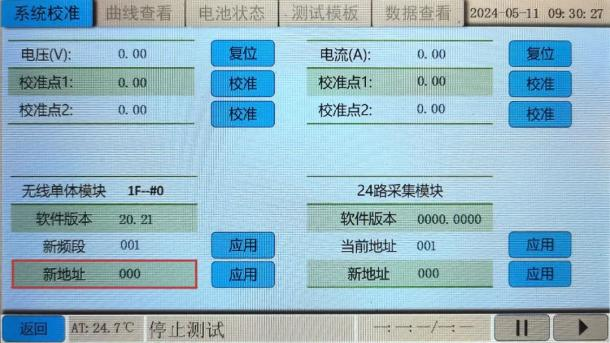 系统校准 曲线查看 电池状态 测试模板 数据查看 2024-05-11 09:30:27
电压(V): 0.00 复位 电流(A): 0.00 复位
校准点1: 0.00 校准 校准点1: 0.00 校准
校准点2: 0.00 校准 校准点2: 0.00 校准
无线单体模块 1F--#0 24路采集模块
软件版本 20.21 软件版本 0000.0000
新频段 001 应用 当前地址 001 应用
新地址 000 应用 新地址 000 应用
返回 AT:24.7℃ 停止测试 --:--:--/--:--